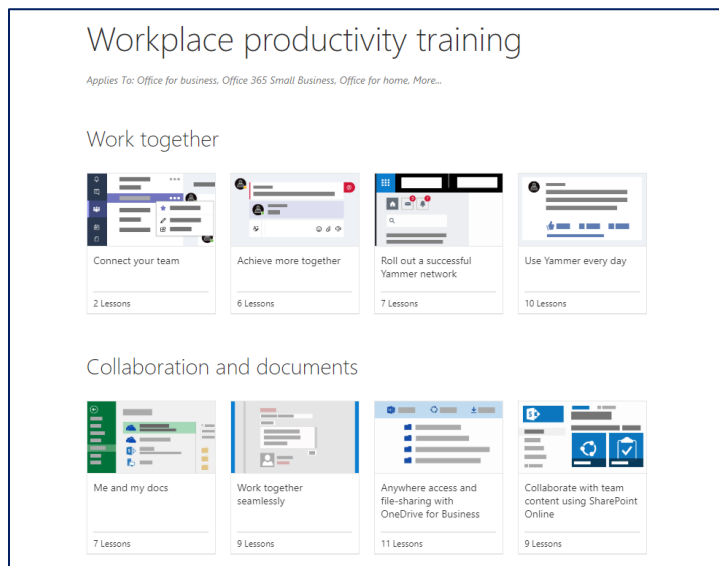 Workplace productivity training
Applies To: Office for business, Office 365 Small Business, Office for home, More...
Work together
Connect your team
2 Lessons
Achieve more together
6 Lessons
Roll out a successful
Yammer network
7 Lessons
Use Yammer every day
10 Lessons
Collaboration and documents
Me and my docs
7 Lessons
Work together
seamlessly
9 Lessons
Anywhere access and
file-sharing with
OneDrive for Business
11 Lessons
Collaborate with team
content using SharePoint
Online
9 Lessons